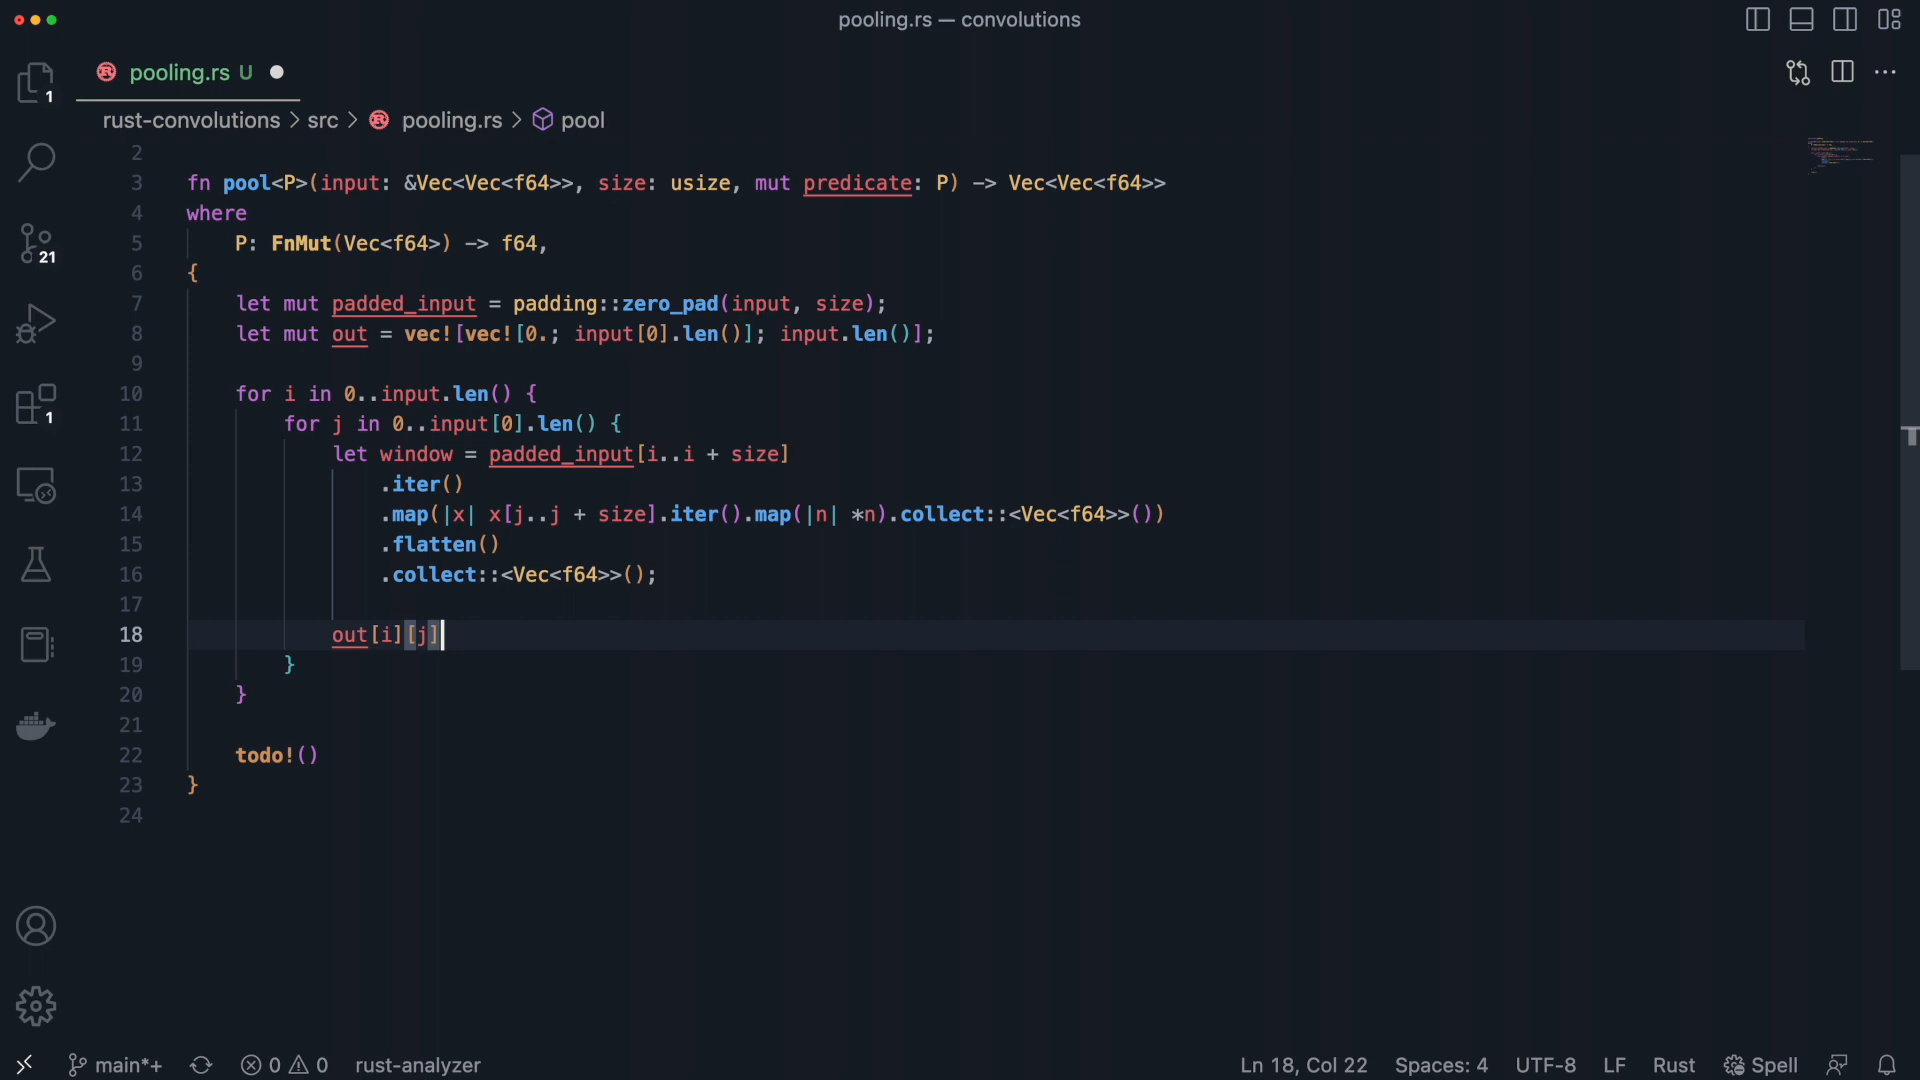 pooling.rs — convolutions
pooling.rs U
rust-convolutions > src > pooling.rs > pool
2
3 fn pool<P>(input: &Vec<Vec<f64>>, size: usize, mut predicate: P) -> Vec<Vec<f64>>
4 where
5 P: FnMut(Vec<f64>) -> f64,
6 {
7 let mut padded_input = padding::zero_pad(input, size);
8 let mut out = vec![vec![0.; input[0].len()]; input.len()];
9
10 for i in 0..input.len() {
11 for j in 0..input[0].len() {
12 let window = padded_input[i..i + size]
13 .iter()
14 .map(|x| x[j..j + size].iter().map(|n| *n).collect::<Vec<f64>>())
15 .flatten()
16 .collect::<Vec<f64>>();
17
18 out[i][j]
19 }
20 }
21
22 todo!()
23 }
24
1
21
1
main*+ 0 0 rust-analyzer Ln 18, Col 22 Spaces: 4 UTF-8 LF Rust Spell